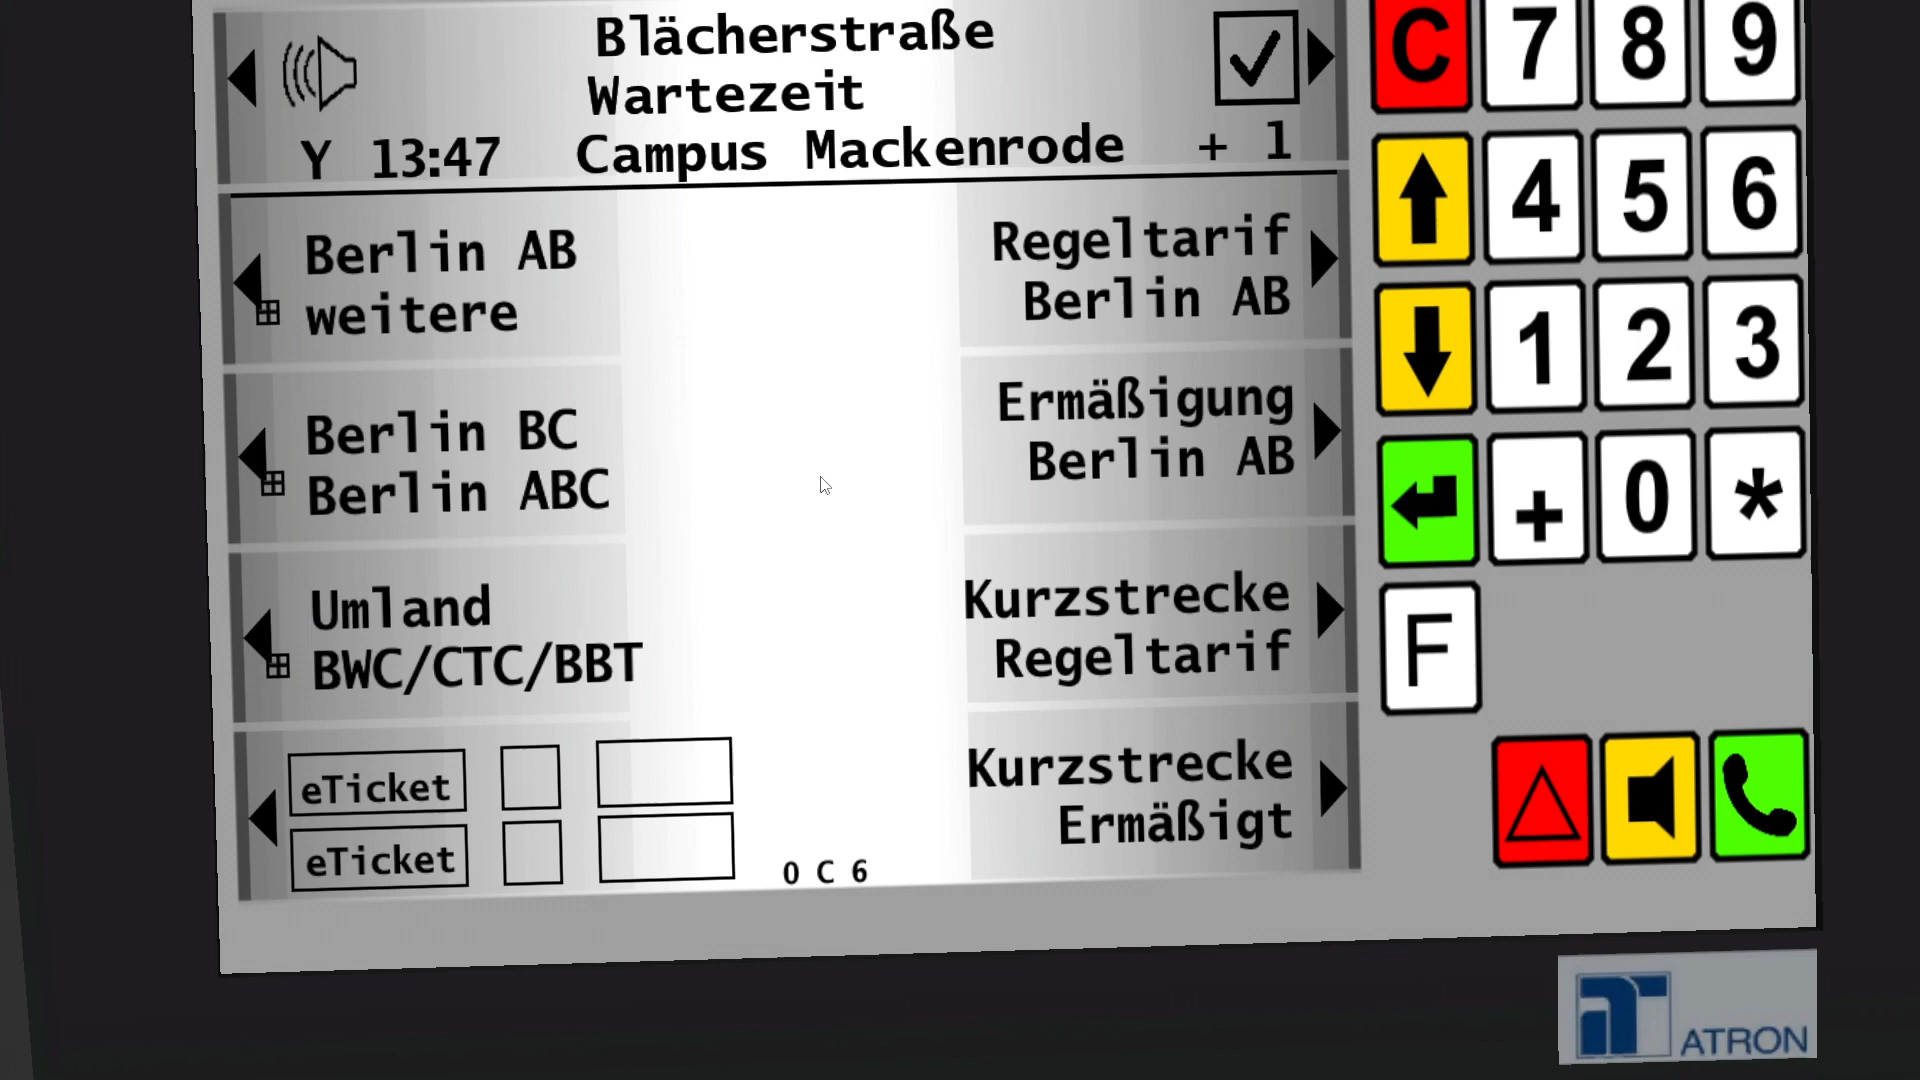 Blächerstraße
Wartezeit
Y 13:47 Campus Mackenrode + 1
Berlin AB
weitere
Berlin BC
Berlin ABC
Umland
BWC/CTC/BBT
eTicket
eTicket
Regeltarif
Berlin AB
Ermäßigung
Berlin AB
Kurzstrecke
Regeltarif
Kurzstrecke
Ermäßigt
0 C 6
C 7 8 9
4 5 6
1 2 3
+ 0 *
F
ATRON